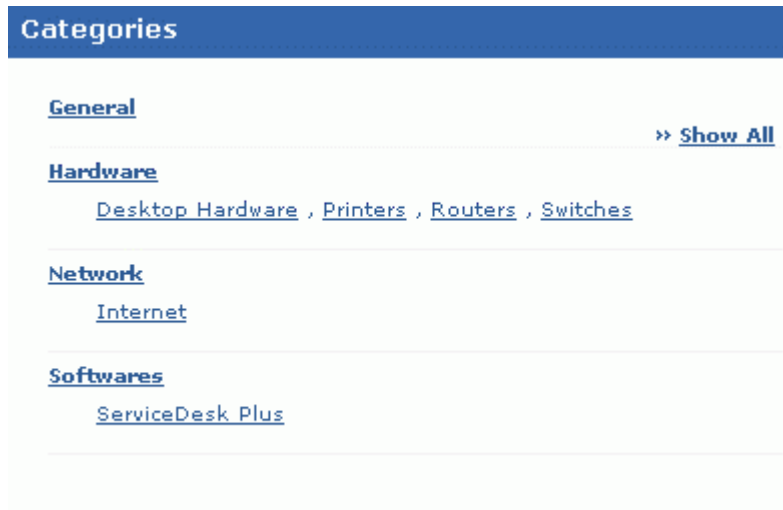 Categories
General
›› Show All
Hardware
Desktop Hardware , Printers , Routers , Switches
Network
Internet
Softwares
ServiceDesk Plus